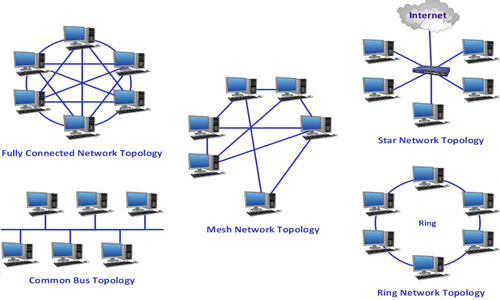 Internet
Fully Connected Network Topology
Star Network Topology
Mesh Network Topology
Ring
Common Bus Topology
Ring Network Topology